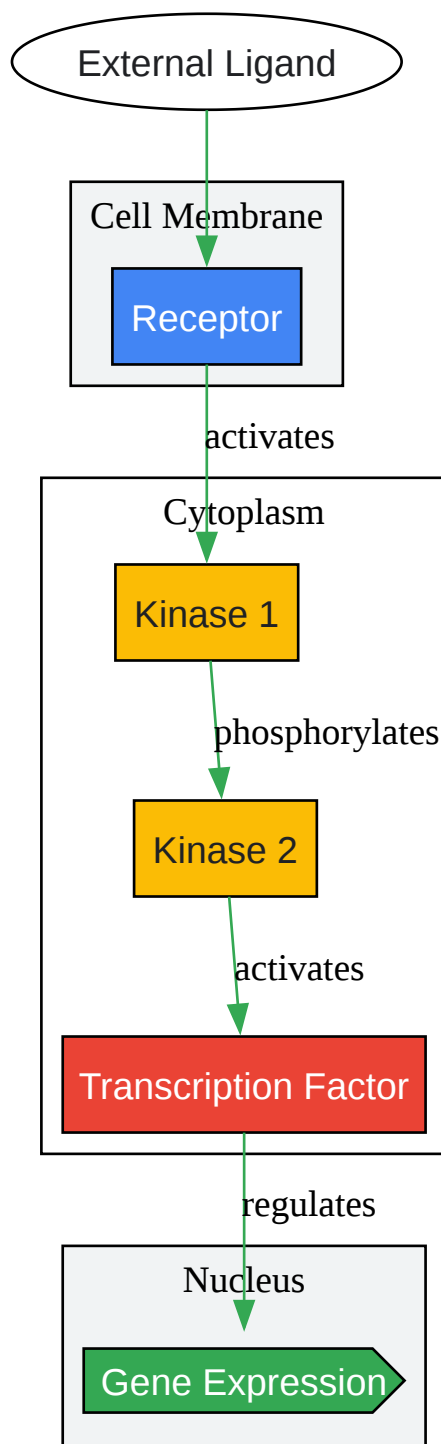 External Ligand
Cell Membrane
Receptor
activates
Cytoplasm
Kinase 1
phosphorylates
Kinase 2
activates
Transcription Factor
regulates
Nucleus
Gene Expression